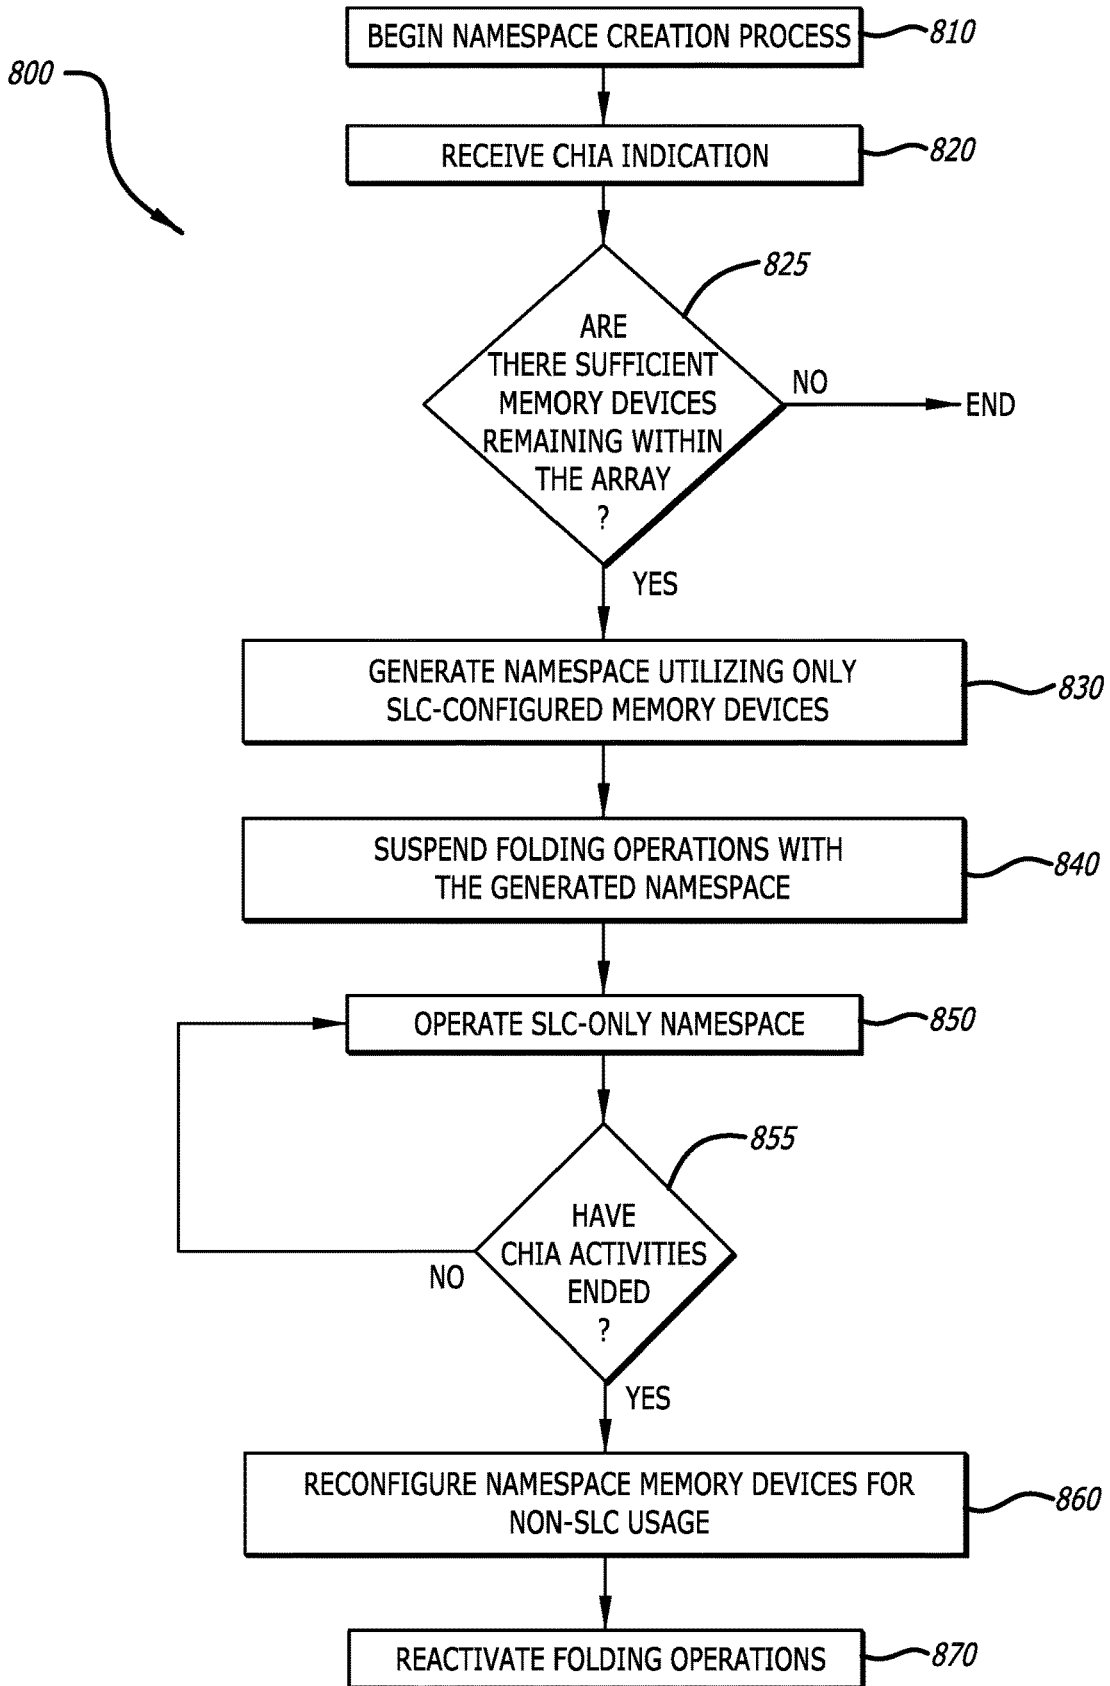 BEGIN NAMESPACE CREATION PROCESS
810
800
RECEIVE CHIA INDICATION
820
825
ARE
THERE SUFFICIENT
MEMORY DEVICES
REMAINING WITHIN
THE ARRAY
?
NO
END
YES
GENERATE NAMESPACE UTILIZING ONLY
SLC-CONFIGURED MEMORY DEVICES
830
SUSPEND FOLDING OPERATIONS WITH
THE GENERATED NAMESPACE
840
OPERATE SLC-ONLY NAMESPACE
850
855
HAVE
CHIA ACTIVITIES
ENDED
?
NO
YES
RECONFIGURE NAMESPACE MEMORY DEVICES FOR
NON-SLC USAGE
860
REACTIVATE FOLDING OPERATIONS
870